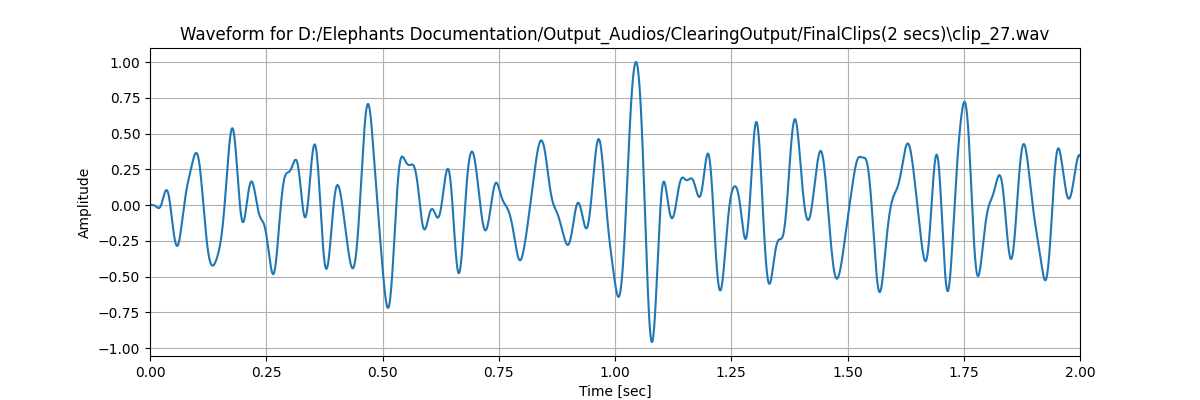 Waveform for D:/Elephants Documentation/Output_Audios/ClearingOutput/FinalClips(2 secs)\clip_27.wav
1.00
0.75
0.50
0.25
0.00
−0.25
−0.50
−0.75
−1.00
Amplitude
0.00 0.25 0.50 0.75 1.00 1.25 1.50 1.75 2.00
Time [sec]